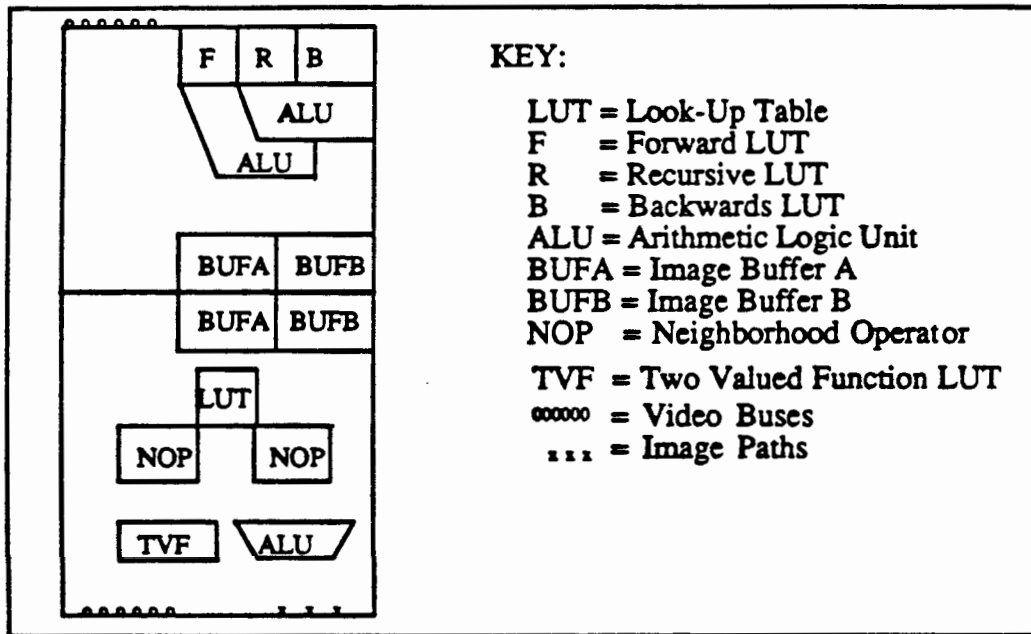 F R B
ALU
ALU
BUFA BUFB
BUFA BUFB
LUT
NOP NOP
TVF ALU
KEY:
LUT = Look-Up Table
F = Forward LUT
R = Recursive LUT
B = Backwards LUT
ALU = Arithmetic Logic Unit
BUFA = Image Buffer A
BUFB = Image Buffer B
NOP = Neighborhood Operator
TVF = Two Valued Function LUT
oooooo = Video Buses
x x x = Image Paths